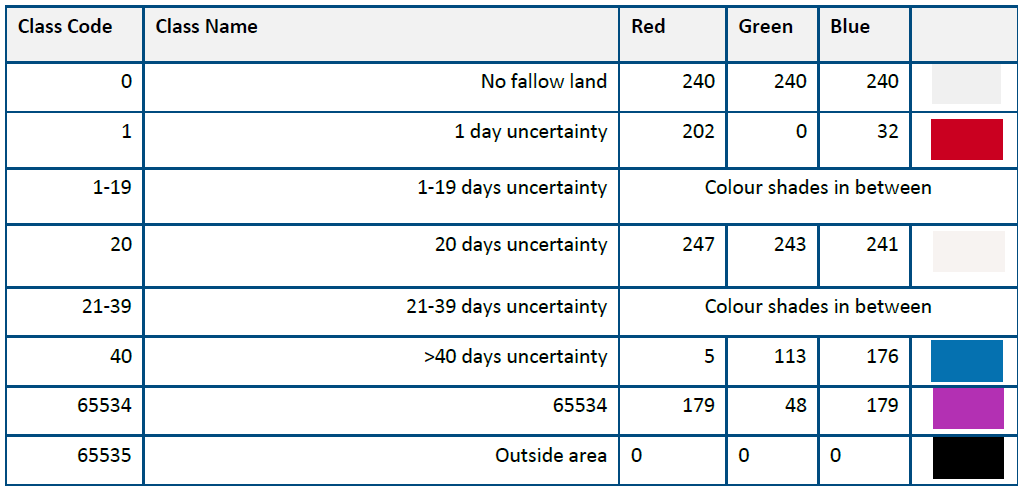 Class Code Class Name Red Green Blue
0 No fallow land 240 240 240
1 1 day uncertainty 202 0 32
1-19 1-19 days uncertainty Colour shades in between
20 20 days uncertainty 247 243 241
21-39 21-39 days uncertainty Colour shades in between
40 >40 days uncertainty 5 113 176
65534 65534 179 48 179
65535 Outside area 0 0 0